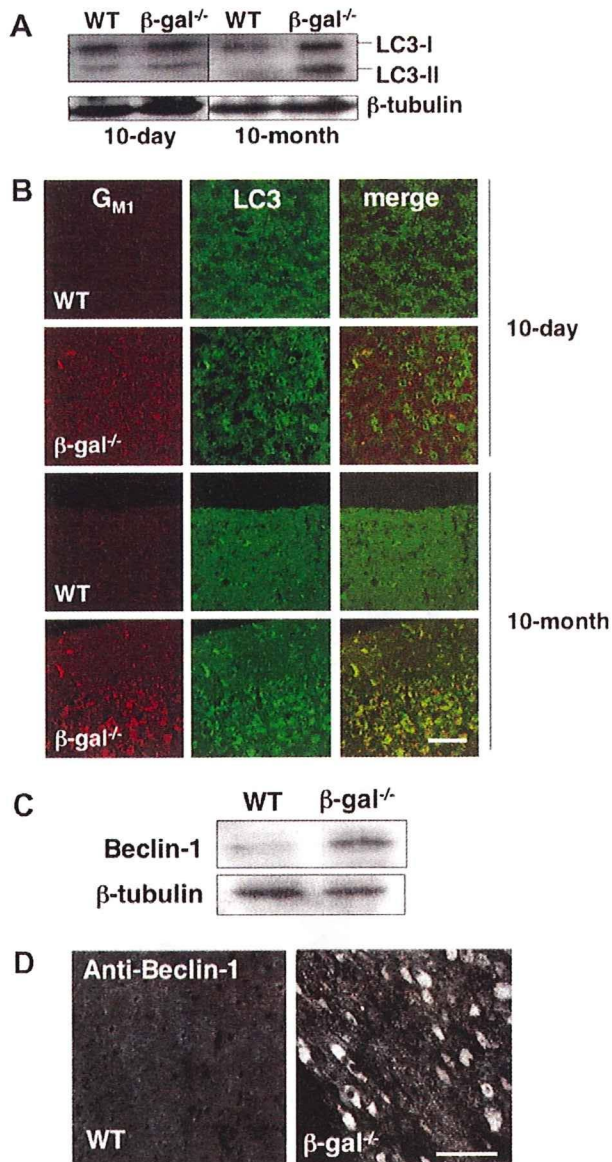 A
WT β-gal-/- WT β-gal-/-
LC3-I
LC3-II
β-tubulin
10-day 10-month
B
GM1 LC3 merge
WT
10-day
β-gal-/-
WT
10-month
β-gal-/-
C
WT β-gal-/-
Beclin-1
β-tubulin
D
Anti-Beclin-1
WT β-gal-/-